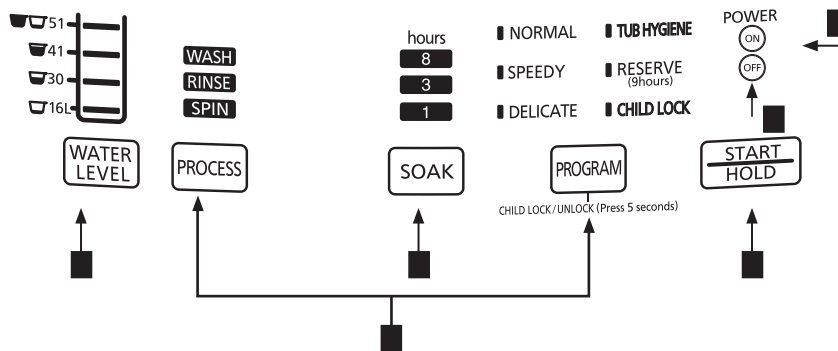 51
41
30
16L
WATER
LEVEL
WASH
RINSE
SPIN
PROCESS
hours
8
3
1
SOAK
NORMAL
SPEEDY
DELICATE
TUB HYGIENE
RESERVE
(9hours)
CHILD LOCK
PROGRAM
CHILD LOCK/UNLOCK (Press 5 seconds)
POWER
ON
OFF
START
HOLD